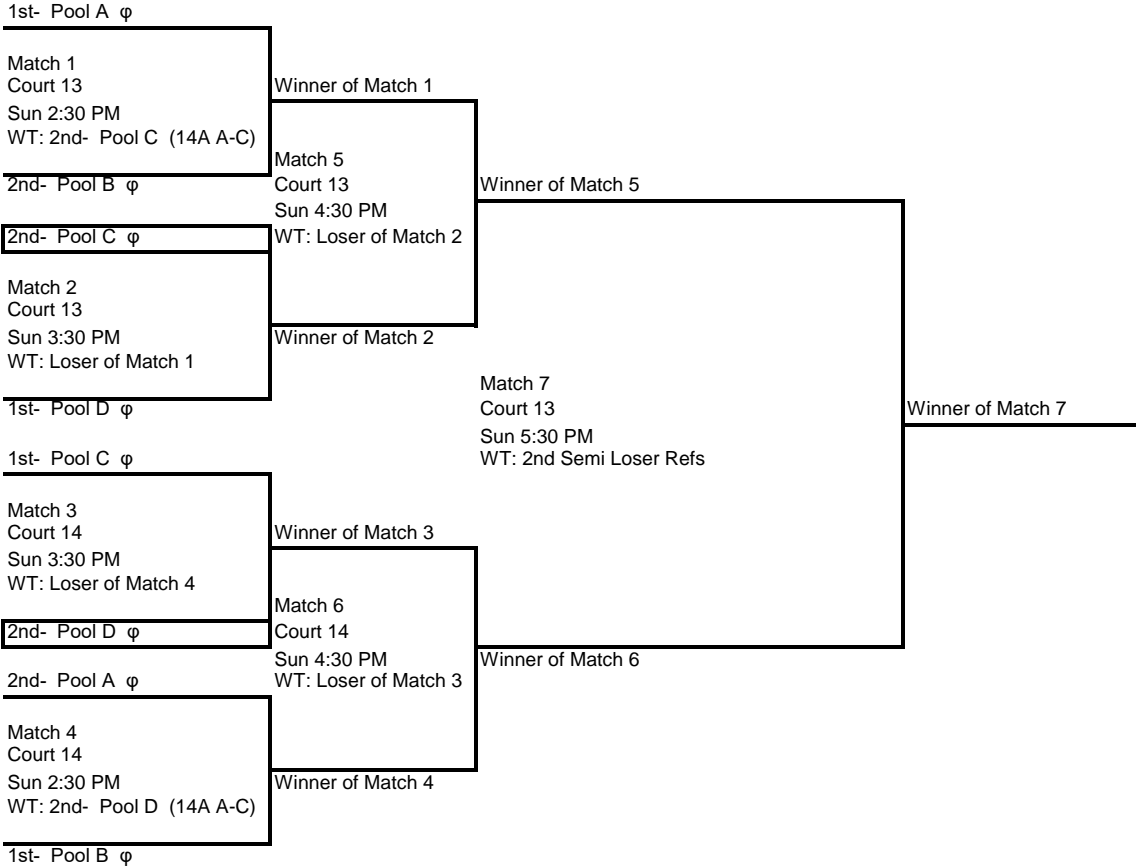 1st- Pool A φ
Match 1
Court 13
Sun 2:30 PM
WT: 2nd- Pool C (14A A-C)
2nd- Pool B φ
2nd- Pool C φ
Match 2
Court 13
Sun 3:30 PM
WT: Loser of Match 1
1st- Pool D φ
1st- Pool C φ
Match 3
Court 14
Sun 3:30 PM
WT: Loser of Match 4
2nd- Pool D φ
2nd- Pool A φ
Match 4
Court 14
Sun 2:30 PM
WT: 2nd- Pool D (14A A-C)
1st- Pool B φ
Winner of Match 1
Match 5
Court 13
Sun 4:30 PM
WT: Loser of Match 2
Winner of Match 2
Winner of Match 3
Match 6
Court 14
Sun 4:30 PM
WT: Loser of Match 3
Winner of Match 4
Winner of Match 5
Match 7
Court 13
Sun 5:30 PM
WT: 2nd Semi Loser Refs
Winner of Match 6
Winner of Match 7